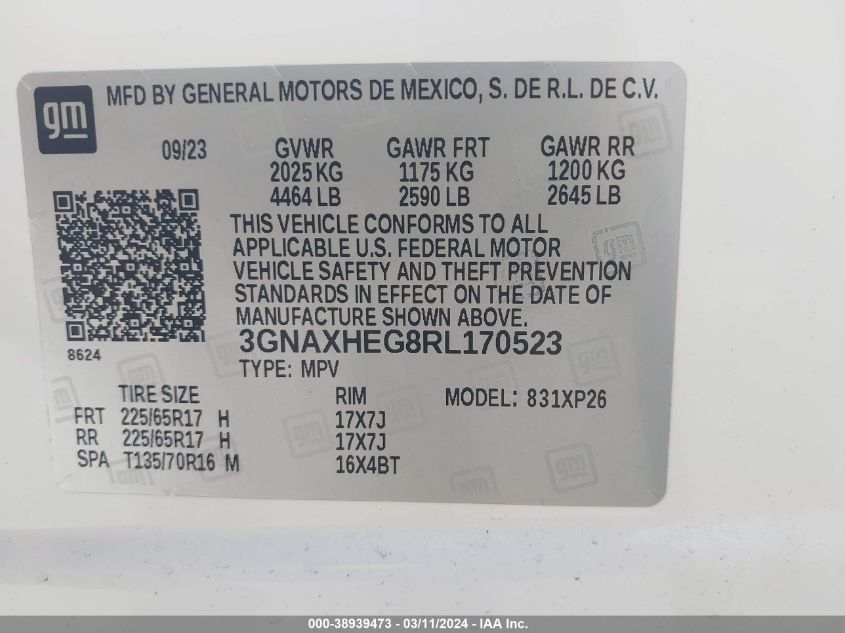 gm
MFD BY GENERAL MOTORS DE MEXICO, S. DE R.L. DE C.V.
09/23 GVWR GAWR FRT GAWR RR
2025 KG 1175 KG 1200 KG
4464 LB 2590 LB 2645 LB
THIS VEHICLE CONFORMS TO ALL
APPLICABLE U.S. FEDERAL MOTOR
VEHICLE SAFETY AND THEFT PREVENTION
STANDARDS IN EFFECT ON THE DATE OF
MANUFACTURE SHOWN ABOVE.
3GNAXHEG8RL170523
8624
TYPE: MPV
TIRE SIZE RIM MODEL: 831XP26
FRT 225/65R17 H 17X7J
RR 225/65R17 H 17X7J
SPA T135/70R16 M 16X4BT
000-38939473 - 03/11/2024 - IAA Inc.